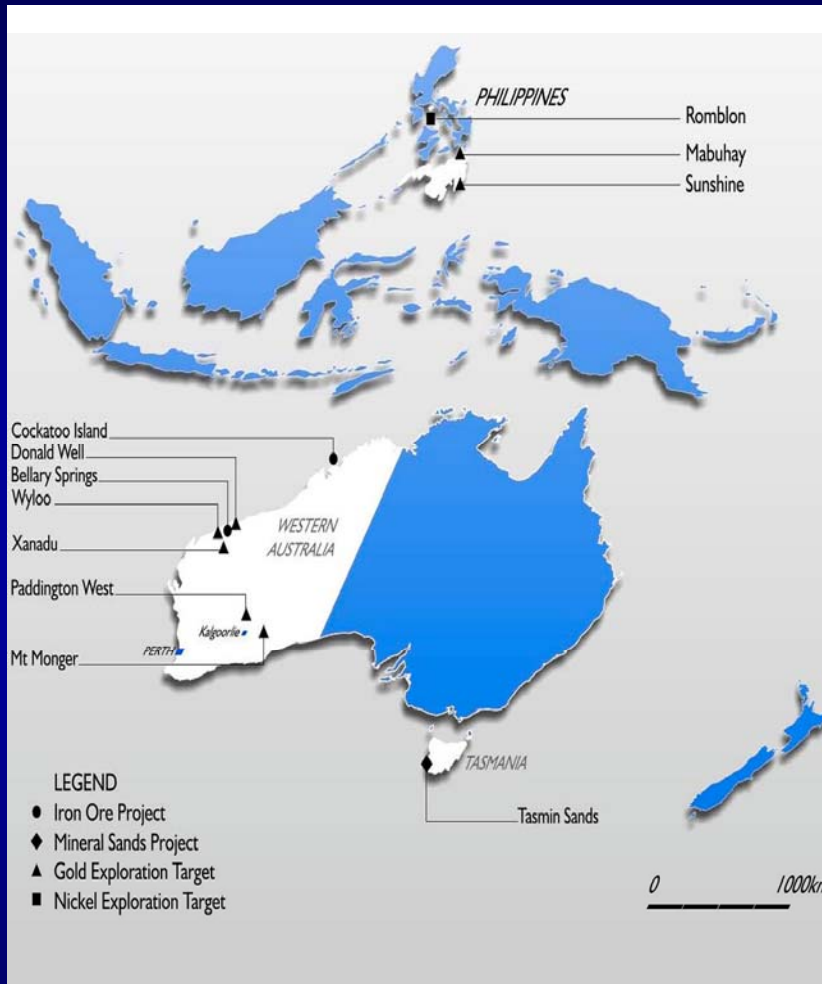 PHILIPPINES
Romblon
Mabuhay
Sunshine
Cockatoo Island
Donald Well
Bellary Springs
Wyloo
Xanadu
WESTERN
AUSTRALIA
Paddington West
Kalgoorlie
PERTH
Mt Monger
TASMANIA
Tasmin Sands
LEGEND
Iron Ore Project
Mineral Sands Project
Gold Exploration Target
Nickel Exploration Target
0 1000km